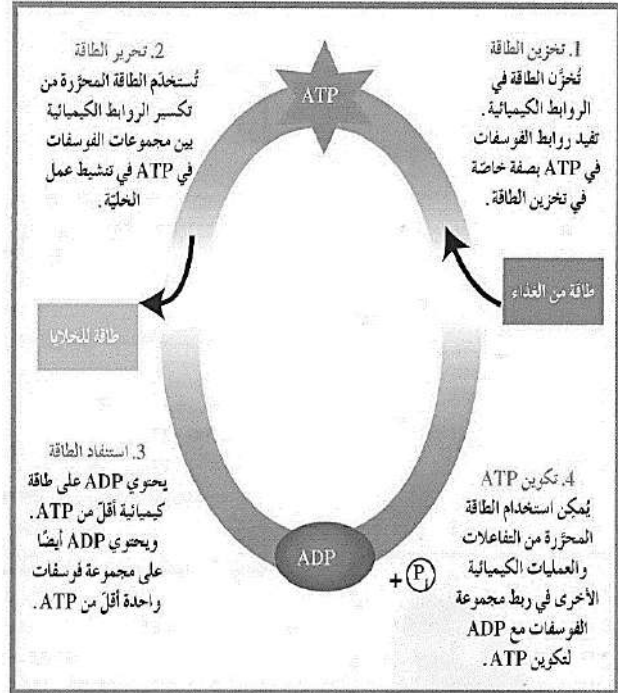 1. تخزين الطاقة
تُخزَّن الطاقة في
الروابط الكيميائية.
تفيد روابط الفوسفات
في ATP بصفة خاصّة
في تخزين الطاقة.
ATP
2. تحرير الطاقة
تُستخدَم الطاقة المحرَّرة من
تكسير الروابط الكيميائية
بين مجموعات الفوسفات
في ATP في تنشيط عمل
الخليّة.
طاقة من الغذاء
طاقة للخلايا
3. استنفاد الطاقة
يحتوي ADP على طاقة
كيميائية أقلّ من ATP.
ويحتوي ADP أيضًا
على مجموعة فوسفات
واحدة أقلّ من ATP.
ADP
+ Pi
4. تكوين ATP
يُمكِن استخدام الطاقة
المحرَّرة من التفاعلات
والعمليات الكيميائية
الأخرى في ربط مجموعة
الفوسفات مع ADP
لتكوين ATP.